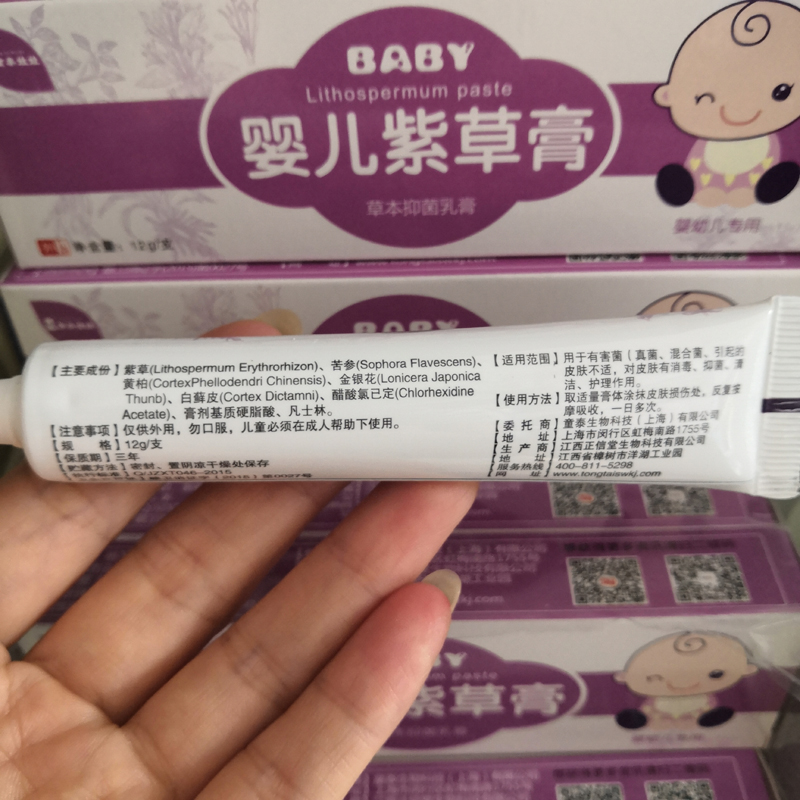 BABY
Lithospermum paste
婴儿紫草膏
草本抑菌乳膏
净含量：12g/支
婴幼儿专用
【主要成份】紫草(Lithospermum Erythrorhizon)、苦参(Sophora Flavescens)、
黄柏(CortexPhellodendri Chinensis)、金银花(Lonicera Japonica
Thunb)、白鲜皮(Cortex Dictamni)、醋酸氯己定(Chlorhexidine
Acetate)、膏剂基质硬脂酸、凡士林。
【注意事项】仅供外用，勿口服，儿童必须在成人帮助下使用。
【规 格】12g/支
【保质期】三年
【贮藏方法】密封、置阴凉干燥处保存
Q/JZXT046-2015
【适用范围】用于有害菌（真菌、混合菌、引起的
皮肤不适，对皮肤有消毒、抑菌、清
洁、护理作用。
【使用方法】取适量膏体涂抹皮肤损伤处，反复按
摩吸收，一日多次。
【委 托 商】童泰生物科技（上海）有限公司
地 址 上海市闵行区虹梅南路1755号
生 产 商 江西正信堂生物科技有限公司
地 址 江西省樟树市洋湖工业园
服务热线 400-811-5298
网 址 www.tongtaiswkj.com
BABY
紫草膏